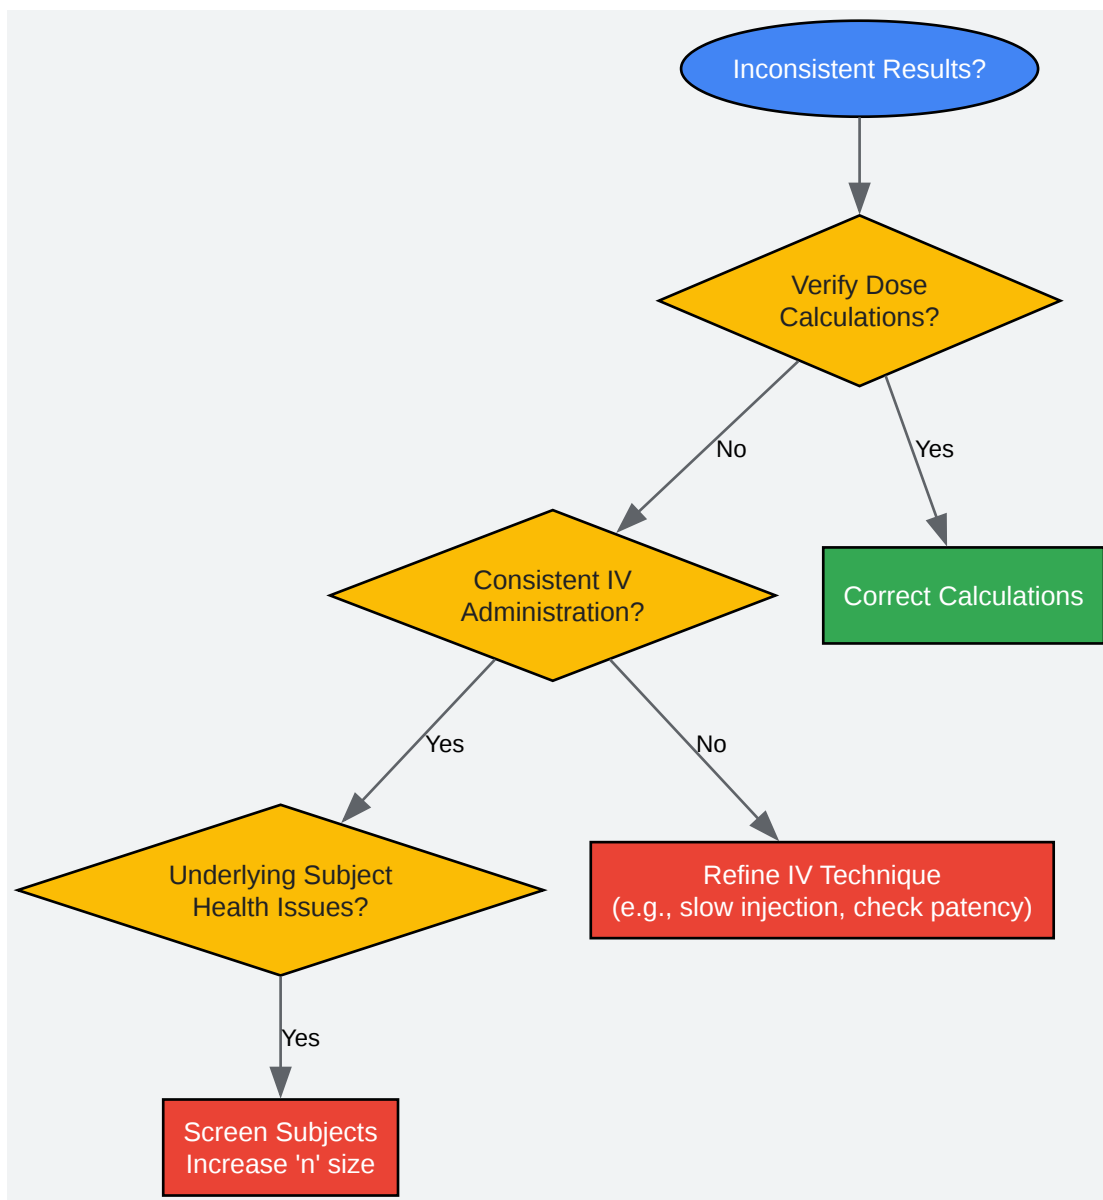 Inconsistent Results?
Verify Dose
Calculations?
No
Yes
Consistent IV
Administration?
Correct Calculations
Yes
No
Underlying Subject
Health Issues?
Refine IV Technique
(e.g., slow injection, check patency)
Yes
Screen Subjects
Increase 'n' size